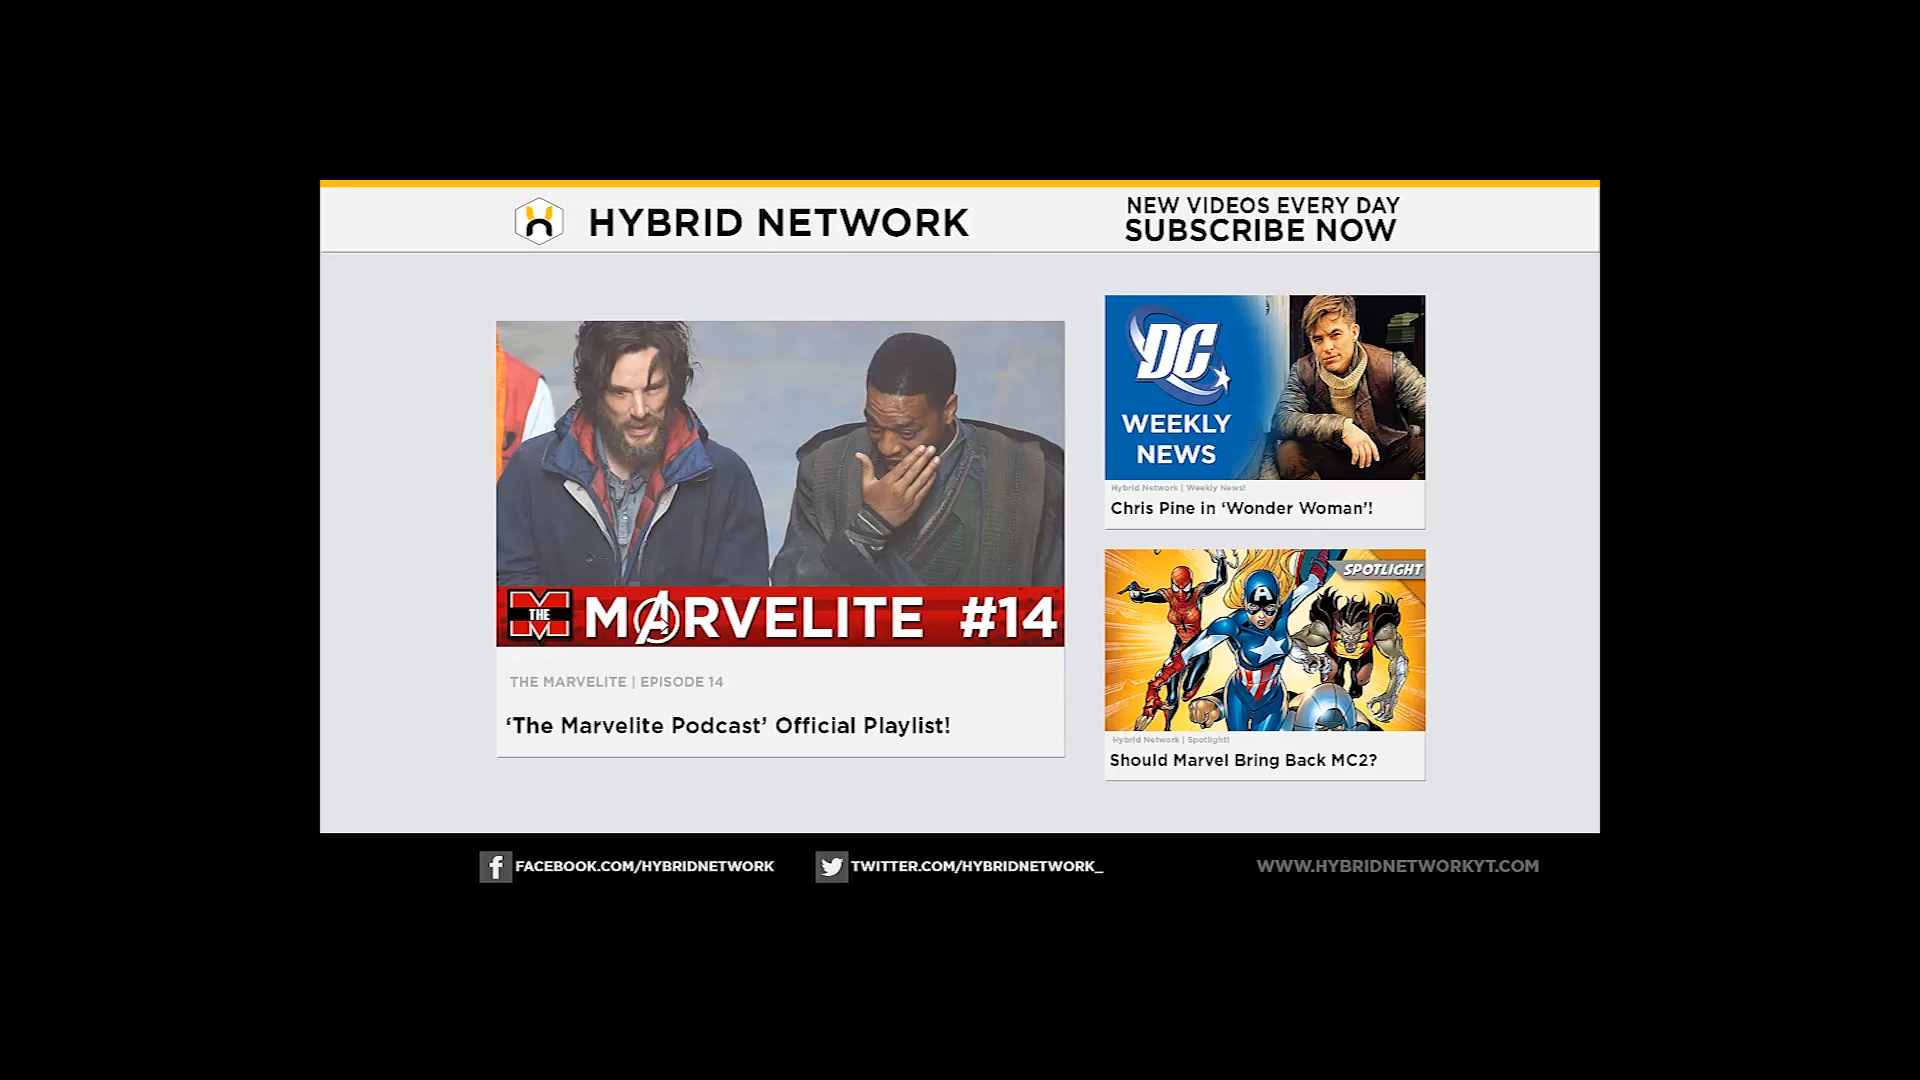 HYBRID NETWORK
NEW VIDEOS EVERY DAY
SUBSCRIBE NOW
THE
MARVELITE #14
THE MARVELITE | EPISODE 14
‘The Marvelite Podcast’ Official Playlist!
DC
WEEKLY
NEWS
Hybrid Network | Weekly News!
Chris Pine in ‘Wonder Woman’!
SPOTLIGHT
A
Hybrid Network | Spotlight!
Should Marvel Bring Back MC2?
FACEBOOK.COM/HYBRIDNETWORK
TWITTER.COM/HYBRIDNETWORK_
WWW.HYBRIDNETWORKYT.COM